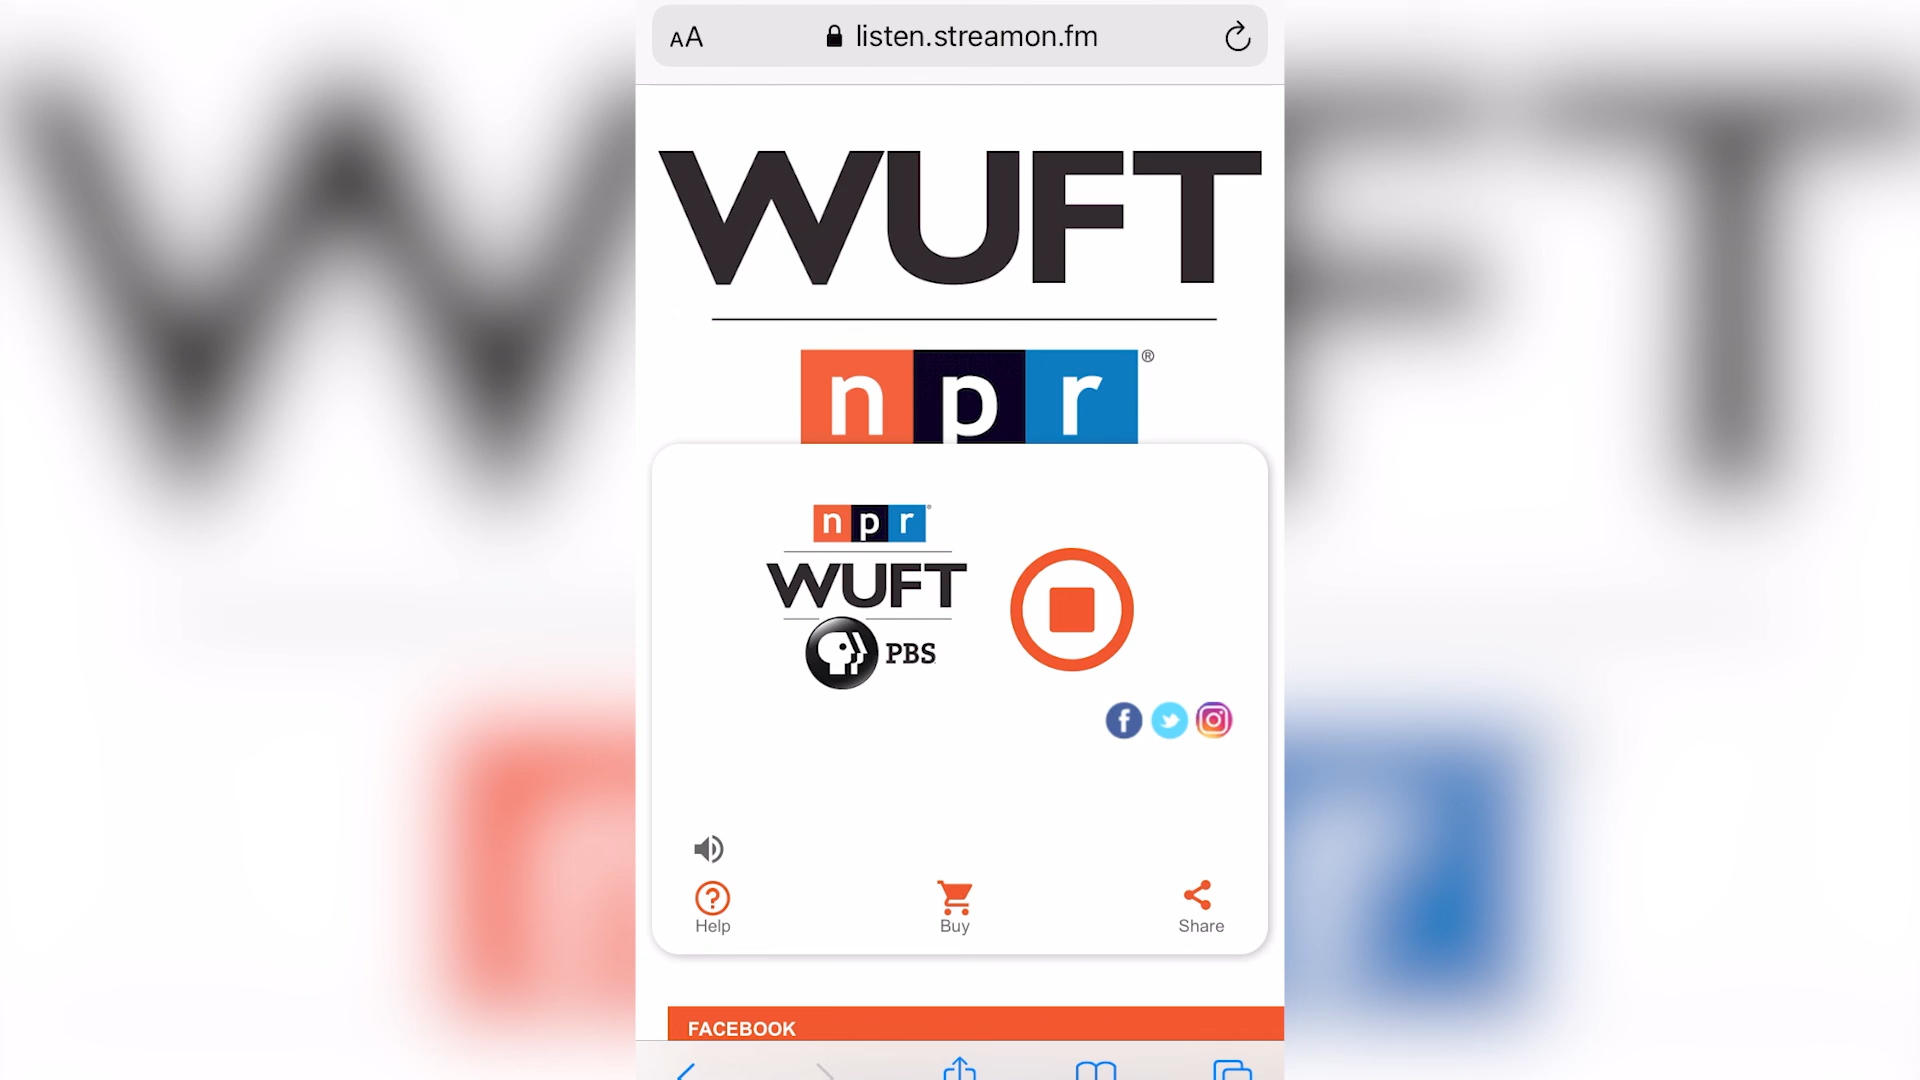 AA listen.streamon.fm
WUFT
npr®
npr
WUFT
PBS
Help Buy Share
FACEBOOK